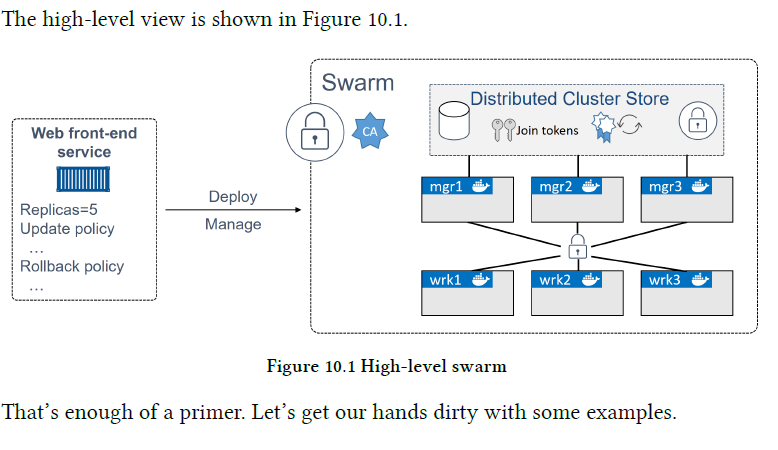 The high-level view is shown in Figure 10.1.
Swarm
Distributed Cluster Store
CA
Join tokens
Web front-end
service
Replicas=5
Update policy
...
Rollback policy
...
Deploy
Manage
mgr1
mgr2
mgr3
wrk1
wrk2
wrk3
Figure 10.1 High-level swarm
That’s enough of a primer. Let’s get our hands dirty with some examples.